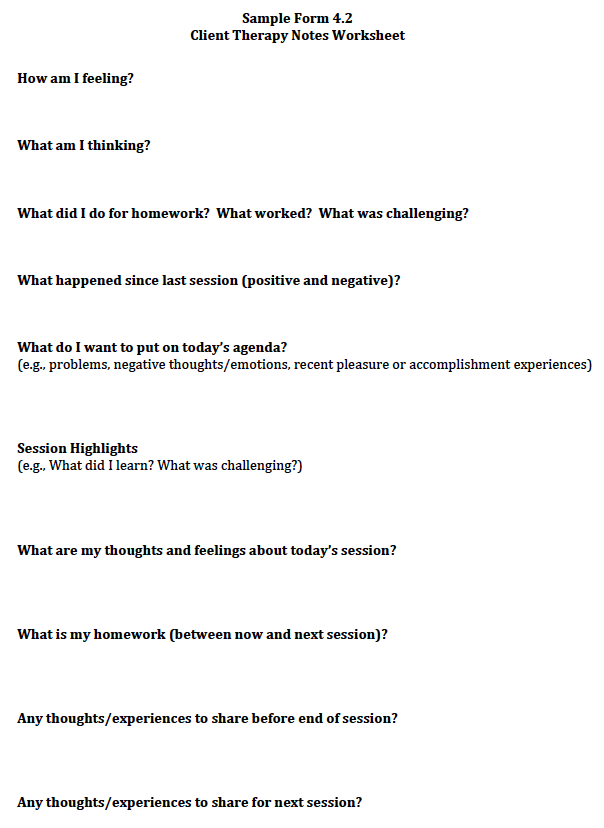 Sample Form 4.2
Client Therapy Notes Worksheet
How am I feeling?
What am I thinking?
What did I do for homework?  What worked?  What was challenging?
What happened since last session (positive and negative)?
What do I want to put on today’s agenda?
(e.g., problems, negative thoughts/emotions, recent pleasure or accomplishment experiences)
Session Highlights
(e.g., What did I learn? What was challenging?)
What are my thoughts and feelings about today’s session?
What is my homework (between now and next session)?
Any thoughts/experiences to share before end of session?
Any thoughts/experiences to share for next session?